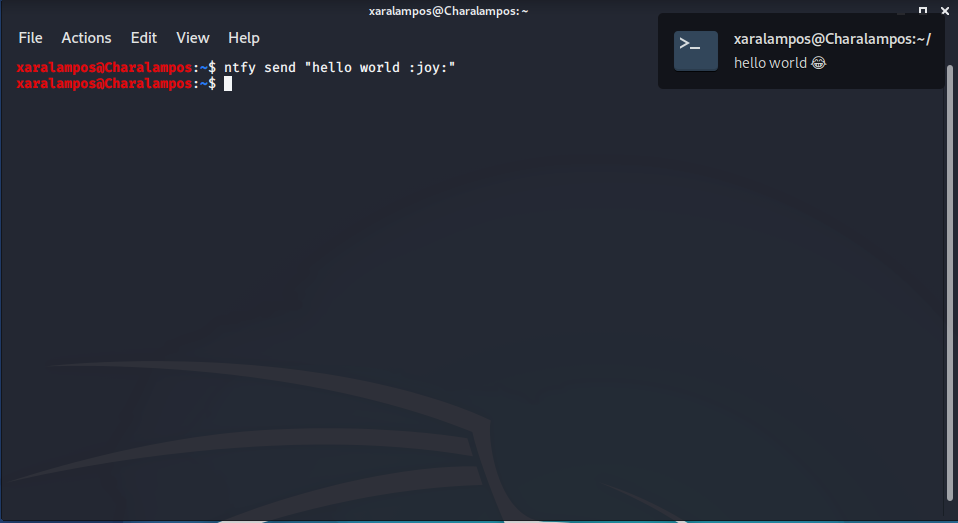 xaralampos@Charalampos: ~
File Actions Edit View Help
xaralampos@Charalampos:~$ ntfy send "hello world :joy:"
xaralampos@Charalampos:~$
>_
xaralampos@Charalampos:~/
hello world 😂